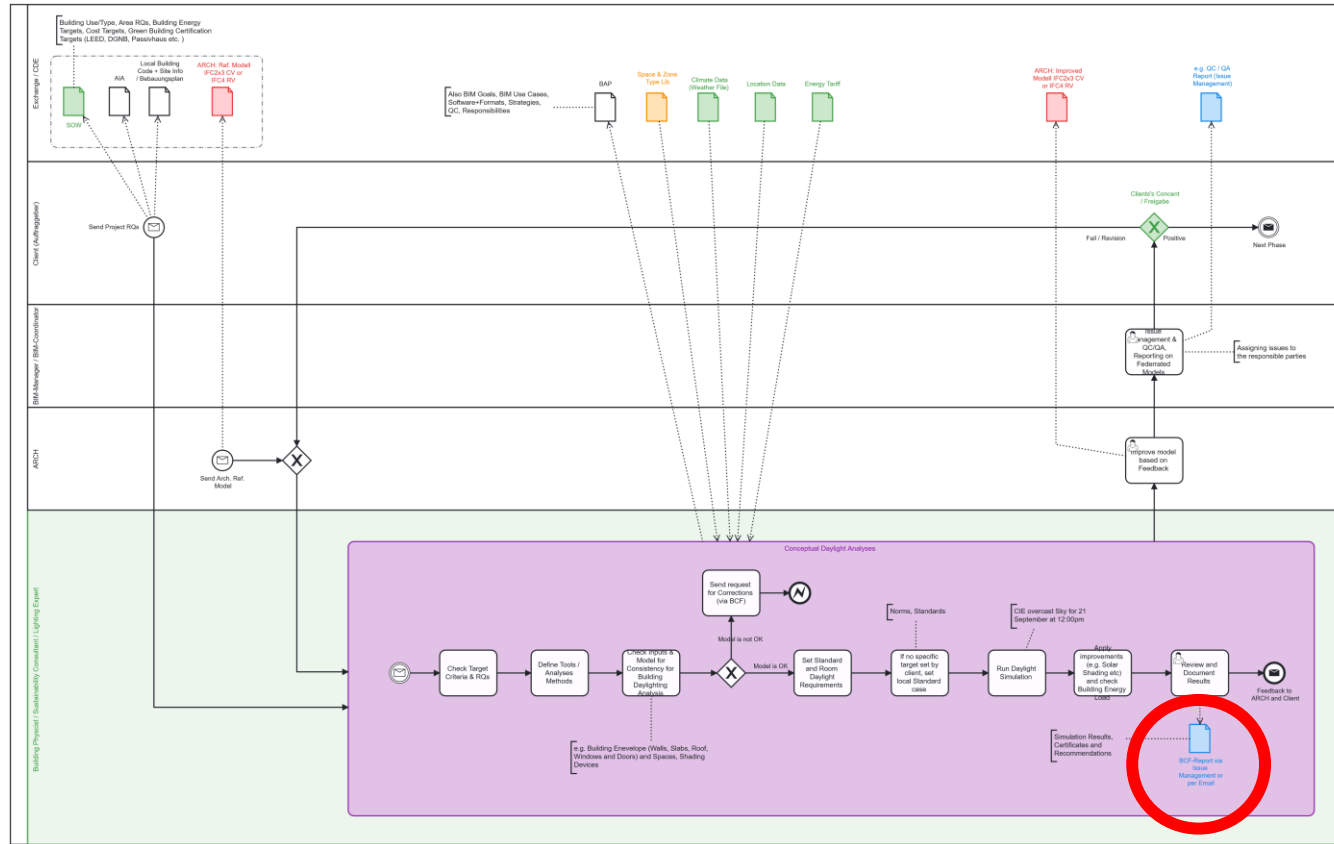 Building Use/Type, Area RQs, Building Energy
Targets, Cost Targets, Green Building Certification
Targets (LEED, DGNB, Passivhaus etc. )
Exchange / CDE
SOW
AIA
Local Building
Code + Site Info
/ Bebauungsplan
ARCH: Ref. Modell
IFC2x3 CV or
IFC4 RV
Also BIM Goals, BIM Use Cases,
Software+Formats, Strategies,
QC, Responsibilities
BAP
Space & Zone
Type Lib
Climate Data
(Weather File)
Location Data
Energy Tariff
ARCH: Improved
Modell IFC2x3 CV
or IFC4 RV
e.g. QC / QA
Report (Issue
Management)
Client (Auftraggeber)
Send Project RQs
Clients's Concent
/ Freigabe
Fail / Revision
Positive
Next Phase
BIM-Manager / BIM-Coordinator
Issue
Management &
QC/QA,
Reporting on
Federrated
Models
Assigning issues to
the responsible parties
ARCH
Send Arch. Ref.
Model
Improve model
based on
Feedback
Building Physcist / Sustainability Consultant / Lighting Expert
Conceptual Daylight Analyses
Send request
for Corrections
(via BCF)
Model is not OK
Model is OK
Check Target
Criteria & RQs
Define Tools /
Analyses
Methods
Check Inputs &
Model for
Consistency for
Building
Daylighting
Analysis
e.g. Building Enevelope (Walls, Slabs, Roof,
Windows and Doors) and Spaces, Shading
Devices
Set Standard
and Room
Daylight
Requirements
Norms, Standards
If no specific
target set by
client, set
local Standard
case
CIE overcast Sky for 21
September at 12:00pm
Run Daylight
Simulation
Apply
improvements
(e.g. Solar
Shading etc) and
check Building
Energy Load
Review and
Document
Results
Feedback to
ARCH and Client
Simulation Results,
Certificates and
Recommendations
BCF-Report via
Issue
Management or
per Email